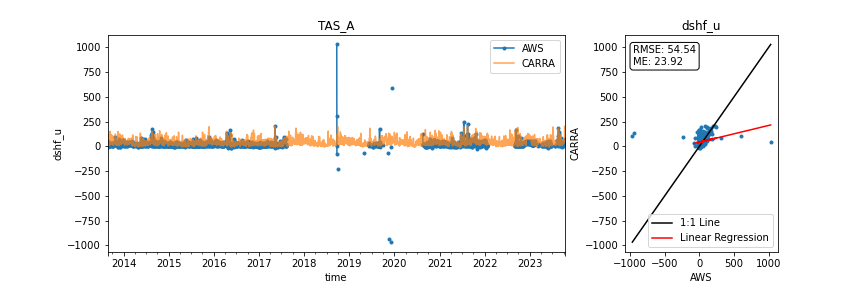 TAS_A
dshf_u
1000
750
500
250
0
−250
−500
−750
−1000
2014 2015 2016 2017 2018 2019 2020 2021 2022 2023
time
AWS
CARRA
dshf_u
CARRA
1000
750
500
250
0
−250
−500
−750
−1000
RMSE: 54.54
ME: 23.92
1:1 Line
Linear Regression
−1000 −500 0 500 1000
AWS